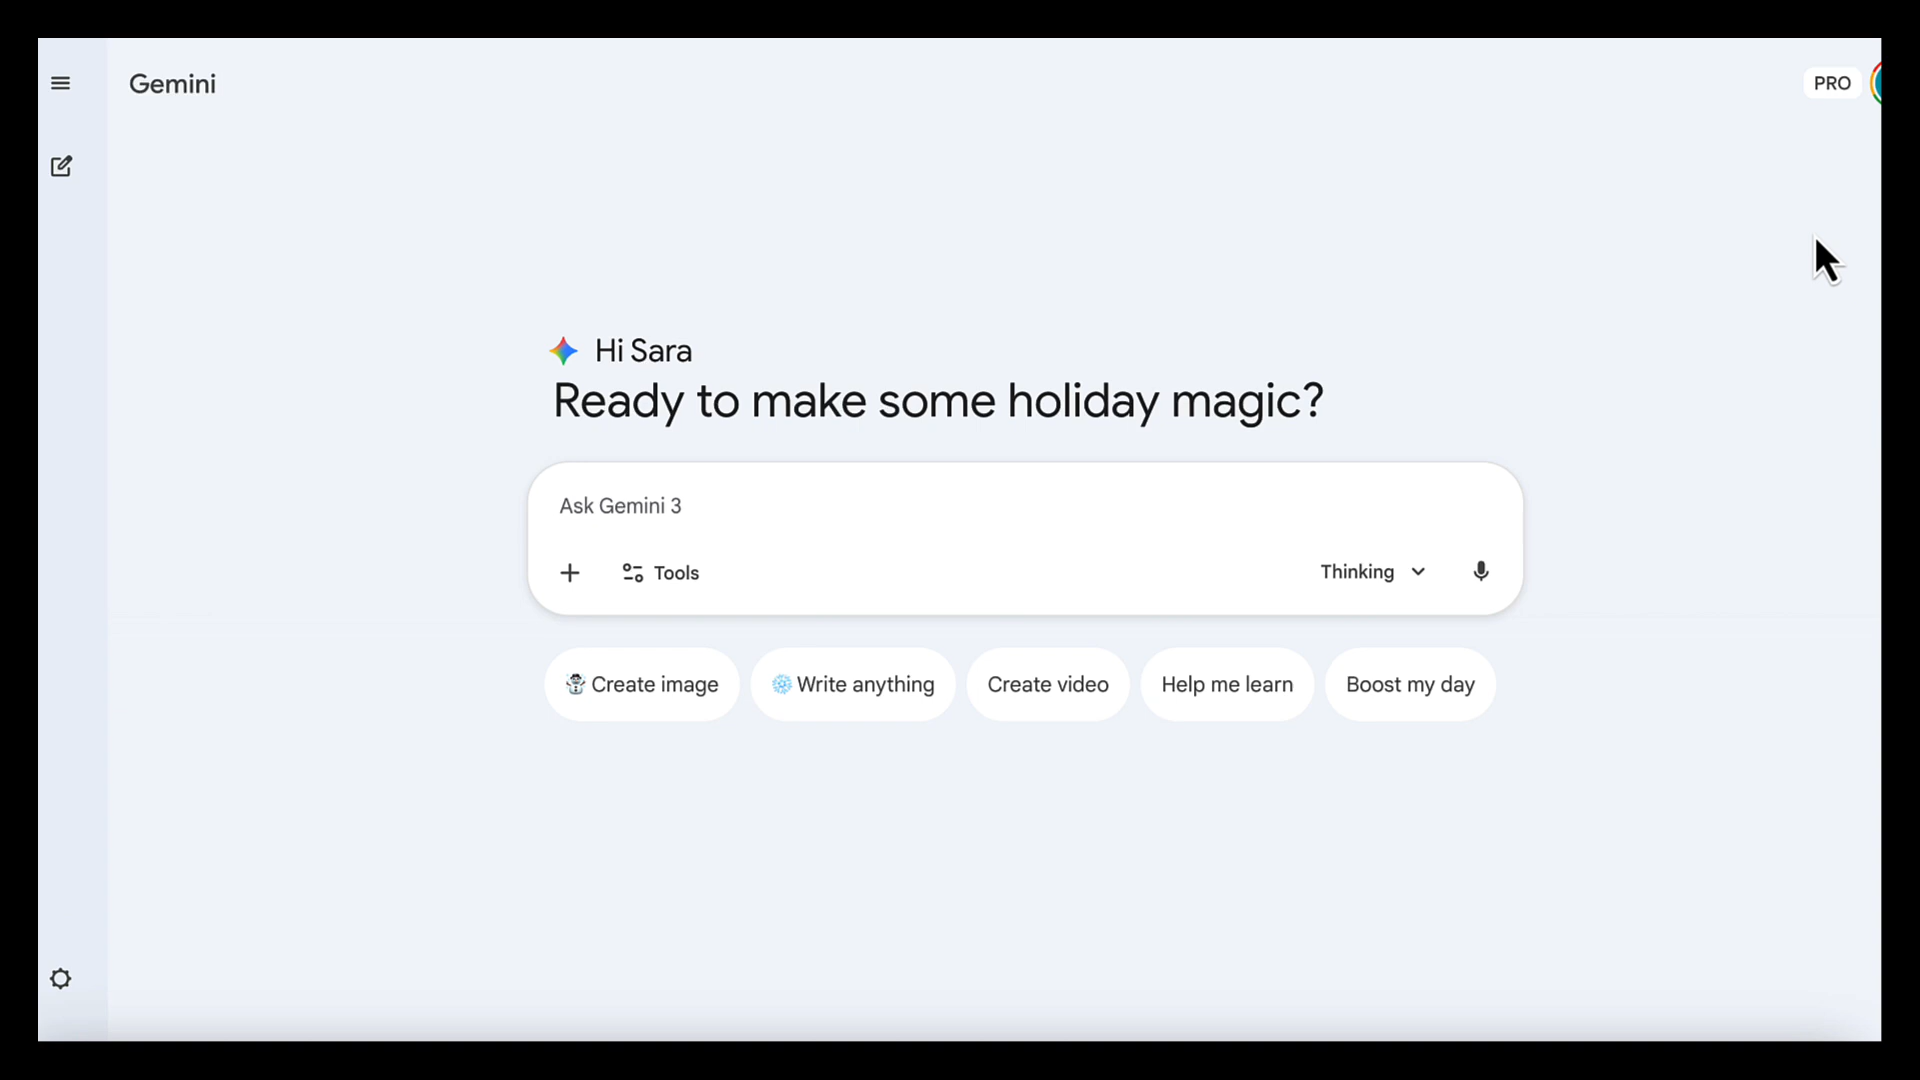 Gemini
PRO
Hi Sara
Ready to make some holiday magic?
Ask Gemini 3
Tools
Thinking
Create image
Write anything
Create video
Help me learn
Boost my day